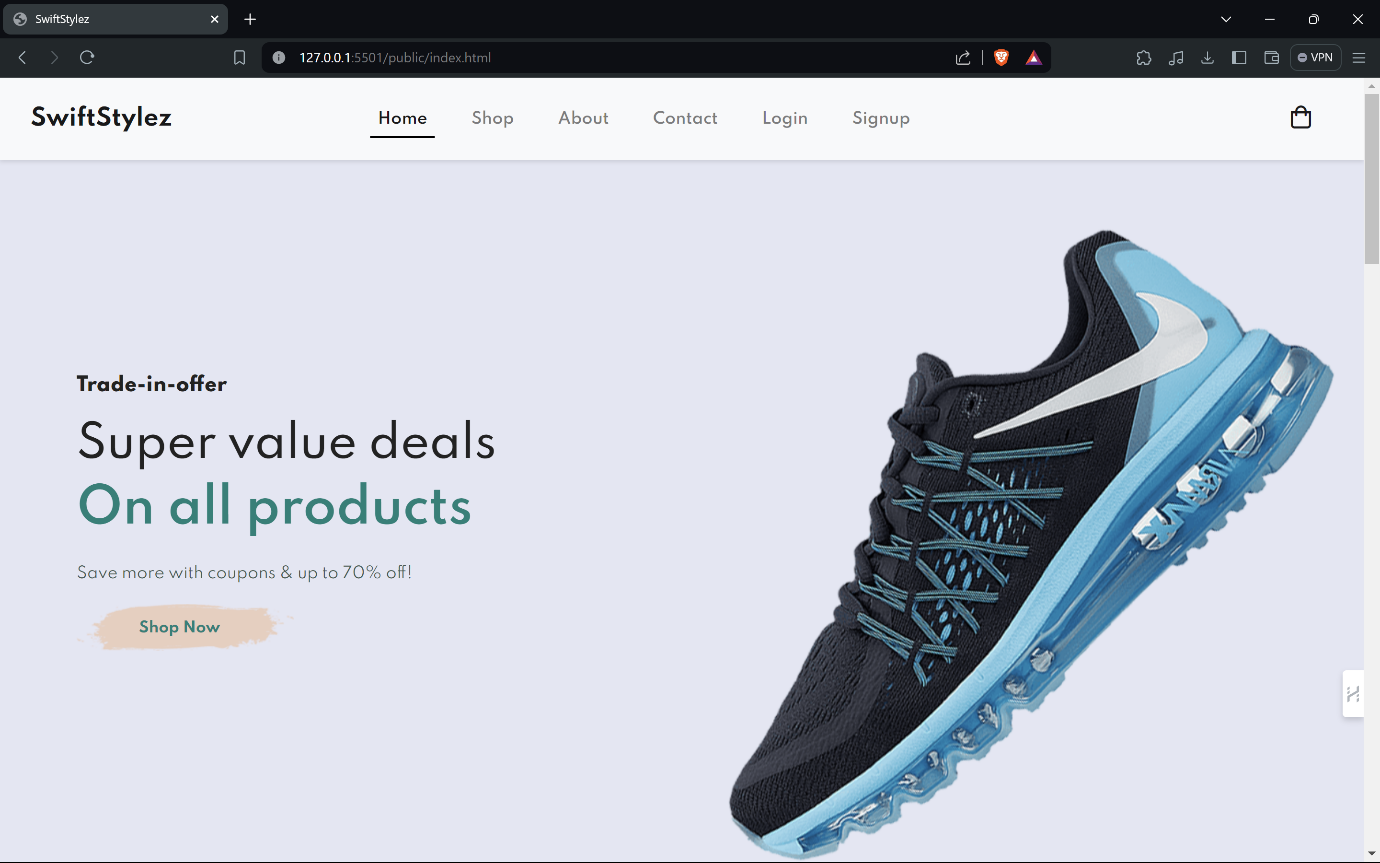 SwiftStylez
127.0.0.1:5501/public/index.html
VPN
SwiftStylez
Home
Shop
About
Contact
Login
Signup
Trade-in-offer
Super value deals
On all products
Save more with coupons & up to 70% off!
Shop Now
AIRMAX